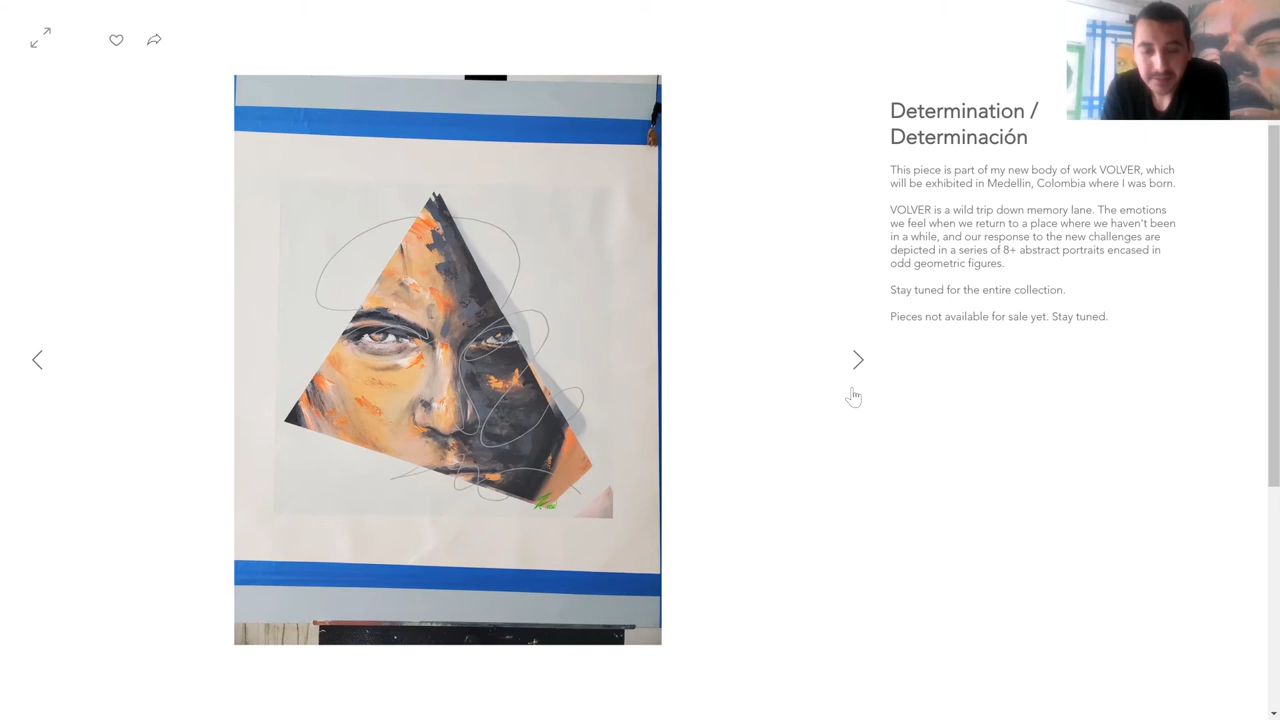 Determination /
Determinación
This piece is part of my new body of work VOLVER, which
will be exhibited in Medellin, Colombia where I was born.
VOLVER is a wild trip down memory lane. The emotions
we feel when we return to a place where we haven't been
in a while, and our response to the new challenges are
depicted in a series of 8+ abstract portraits encased in
odd geometric figures.
Stay tuned for the entire collection.
Pieces not available for sale yet. Stay tuned.